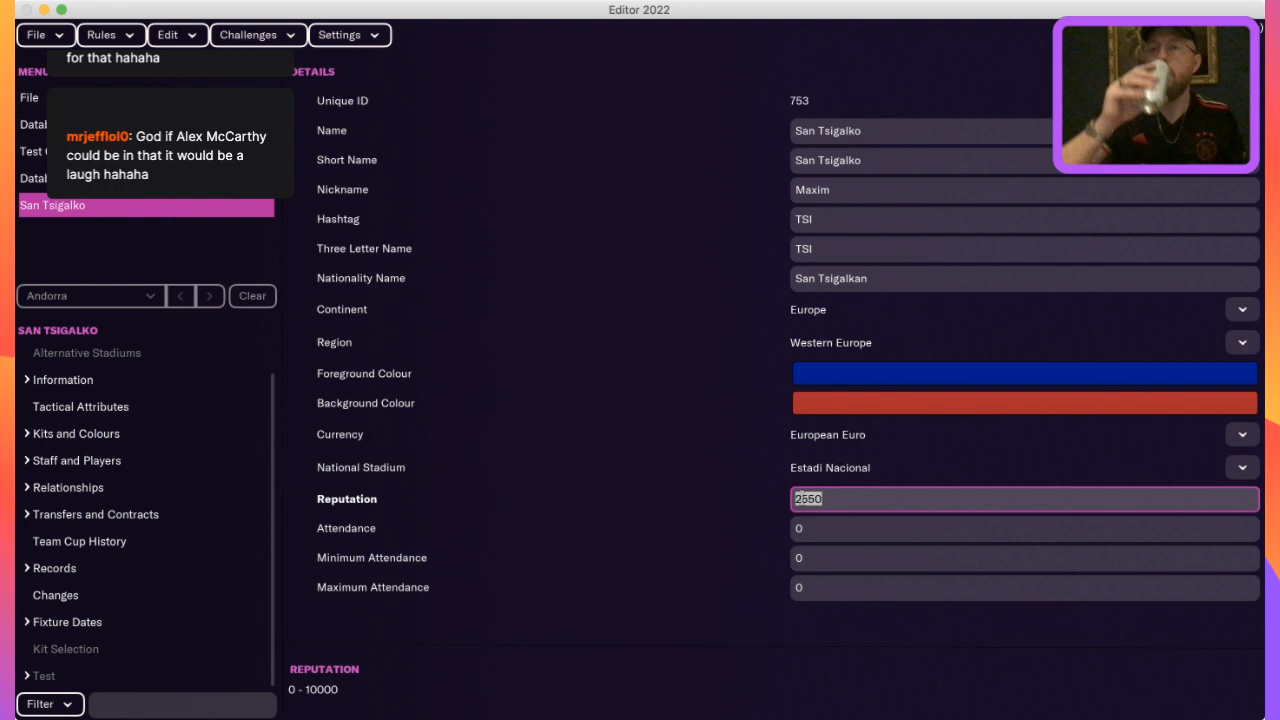 Editor 2022
File
Rules
Edit
Challenges
Settings
for that hahaha
MENU
File
mrjefflol0: God if Alex McCarthy
could be in that it would be a
laugh hahaha
San Tsigalko
Andorra
Clear
SAN TSIGALKO
Alternative Stadiums
Information
Tactical Attributes
Kits and Colours
Staff and Players
Relationships
Transfers and Contracts
Team Cup History
Records
Changes
Fixture Dates
Kit Selection
Test
Filter
DETAILS
Unique ID 753
Name San Tsigalko
Short Name San Tsigalko
Nickname Maxim
Hashtag TSI
Three Letter Name TSI
Nationality Name San Tsigalkan
Continent Europe
Region Western Europe
Foreground Colour
Background Colour
Currency European Euro
National Stadium Estadi Nacional
Reputation 2550
Attendance 0
Minimum Attendance 0
Maximum Attendance 0
REPUTATION
0 - 10000